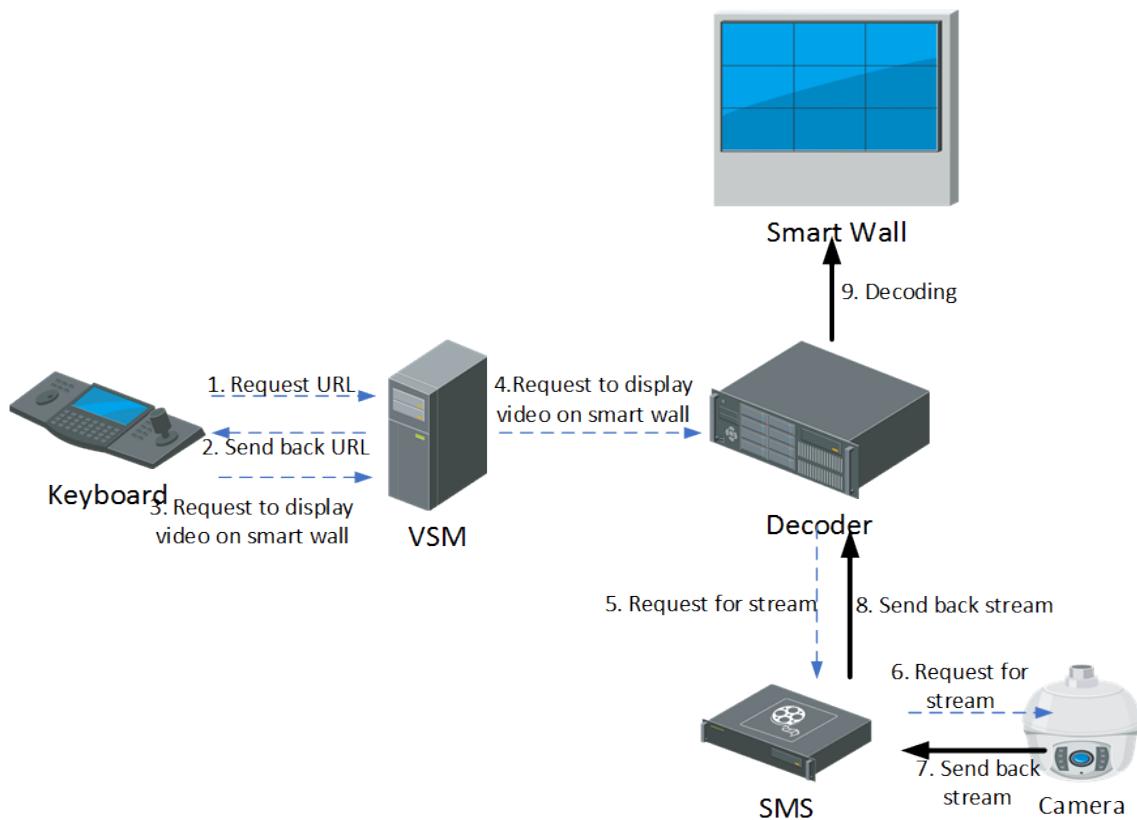 Smart Wall
9. Decoding
1. Request URL
2. Send back URL
Keyboard
3. Request to display
video on smart wall
VSM
4.Request to display
video on smart wall
Decoder
5. Request for stream
8. Send back stream
6. Request for
stream
7. Send back
stream
SMS
Camera